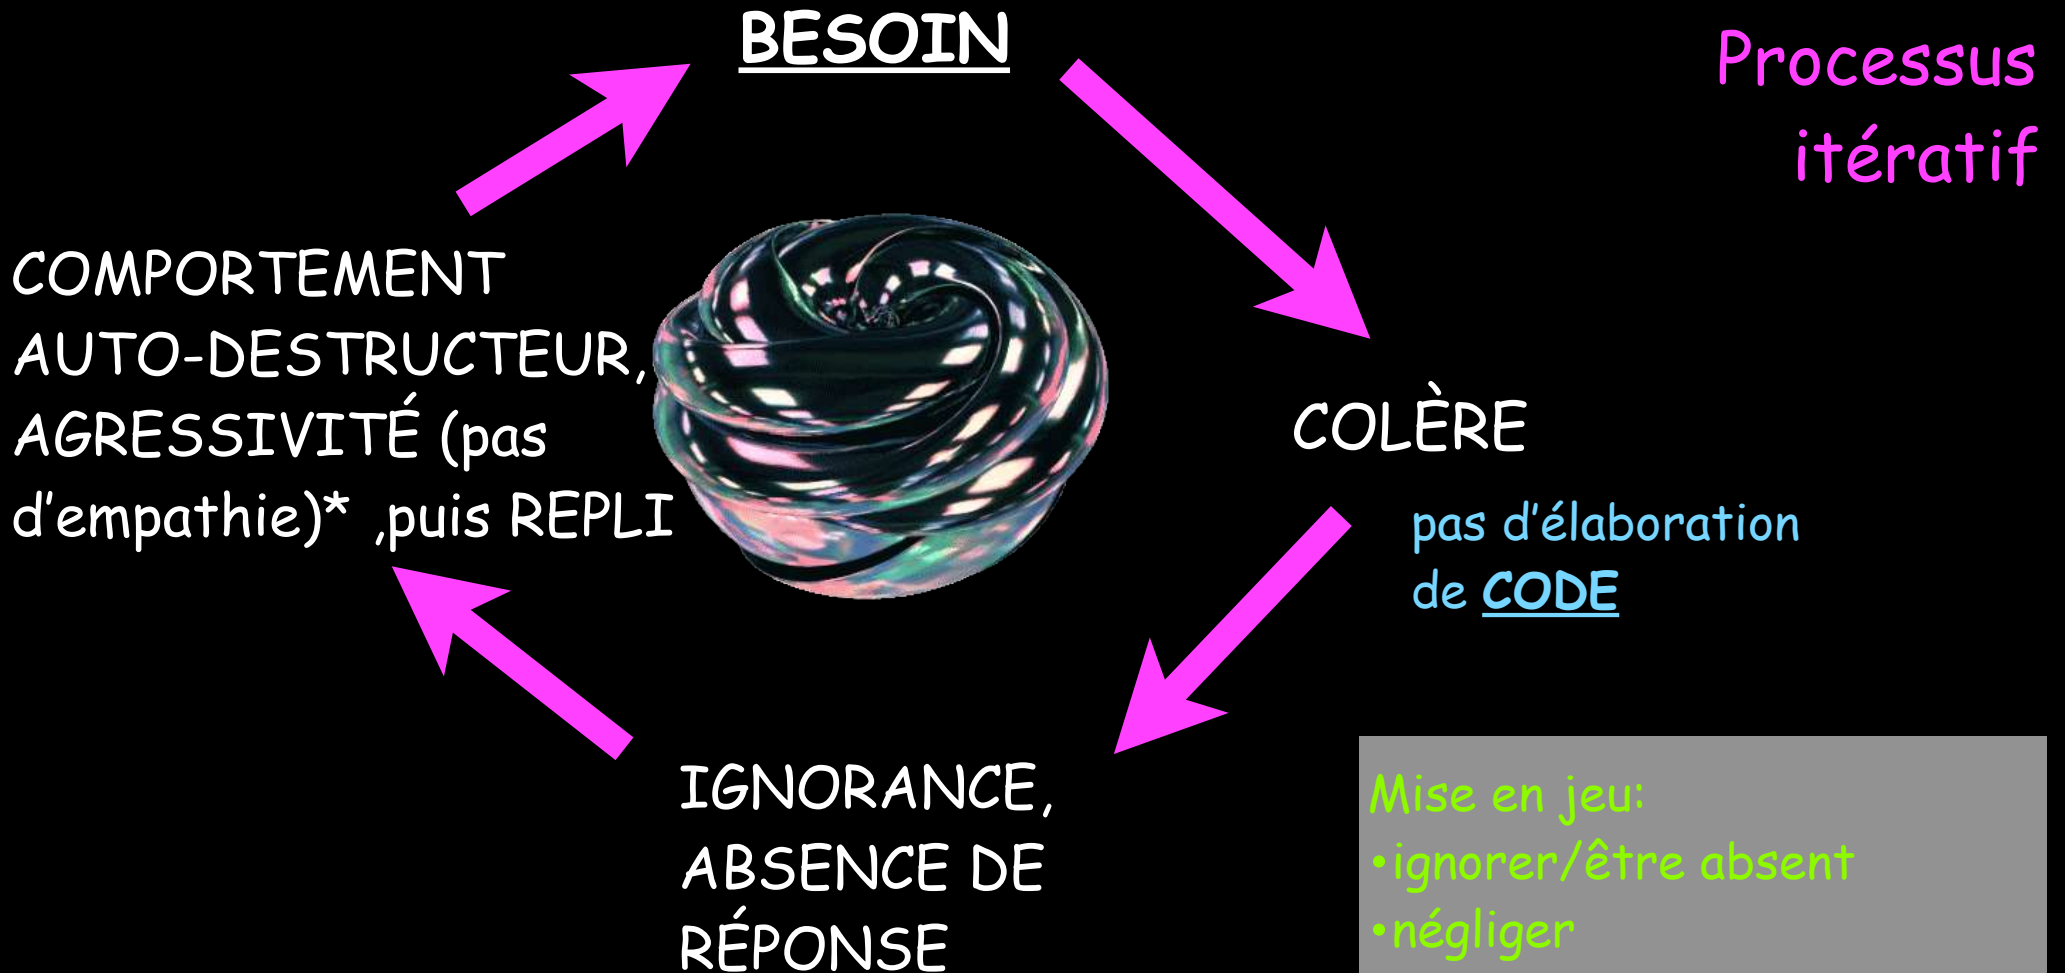 BESOIN
Processus
itératif
COMPORTEMENT
AUTO-DESTRUCTEUR,
AGRESSIVITÉ (pas
d’empathie)* ,puis REPLI
COLÈRE
pas d’élaboration
de CODE
IGNORANCE,
ABSENCE DE
RÉPONSE
Mise en jeu:
•ignorer/être absent
•négliger